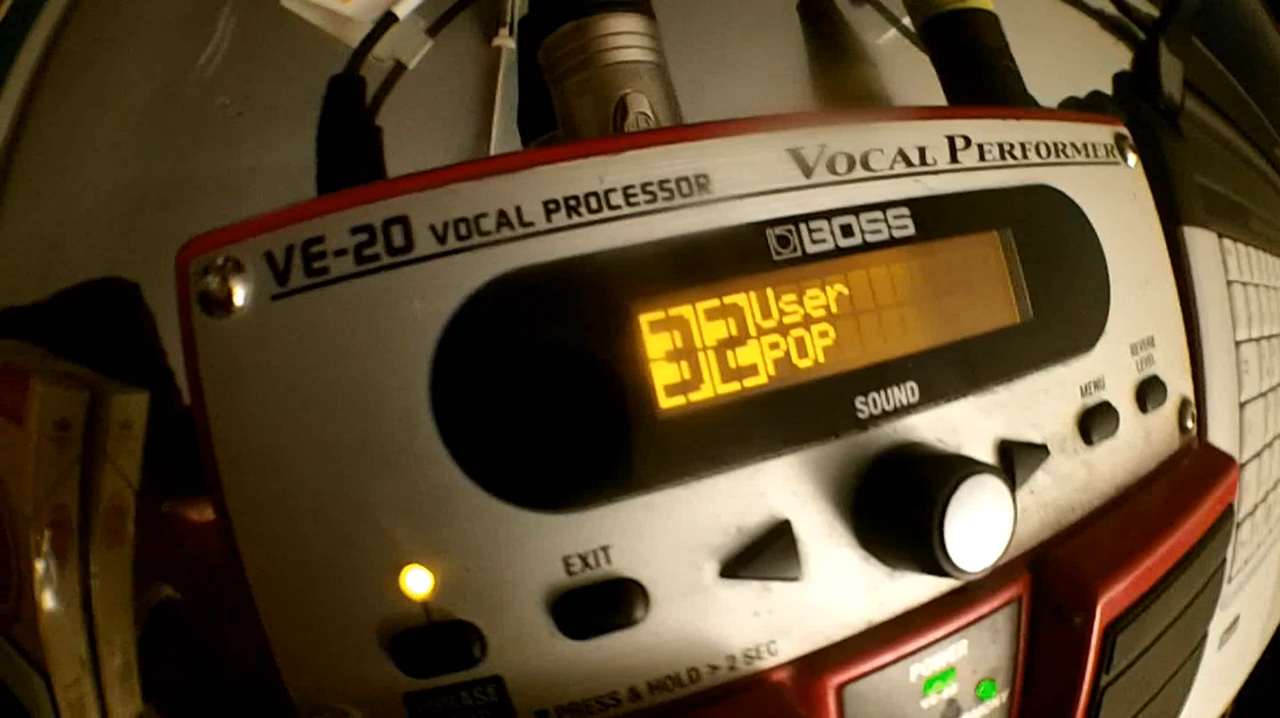 VOCAL PERFORMER
VE-20 VOCAL PROCESSOR
BOSS
32 User
POP
SOUND
REVERB
LEVEL
MENU
EXIT
PRESS & HOLD > 2 SEC
POWER